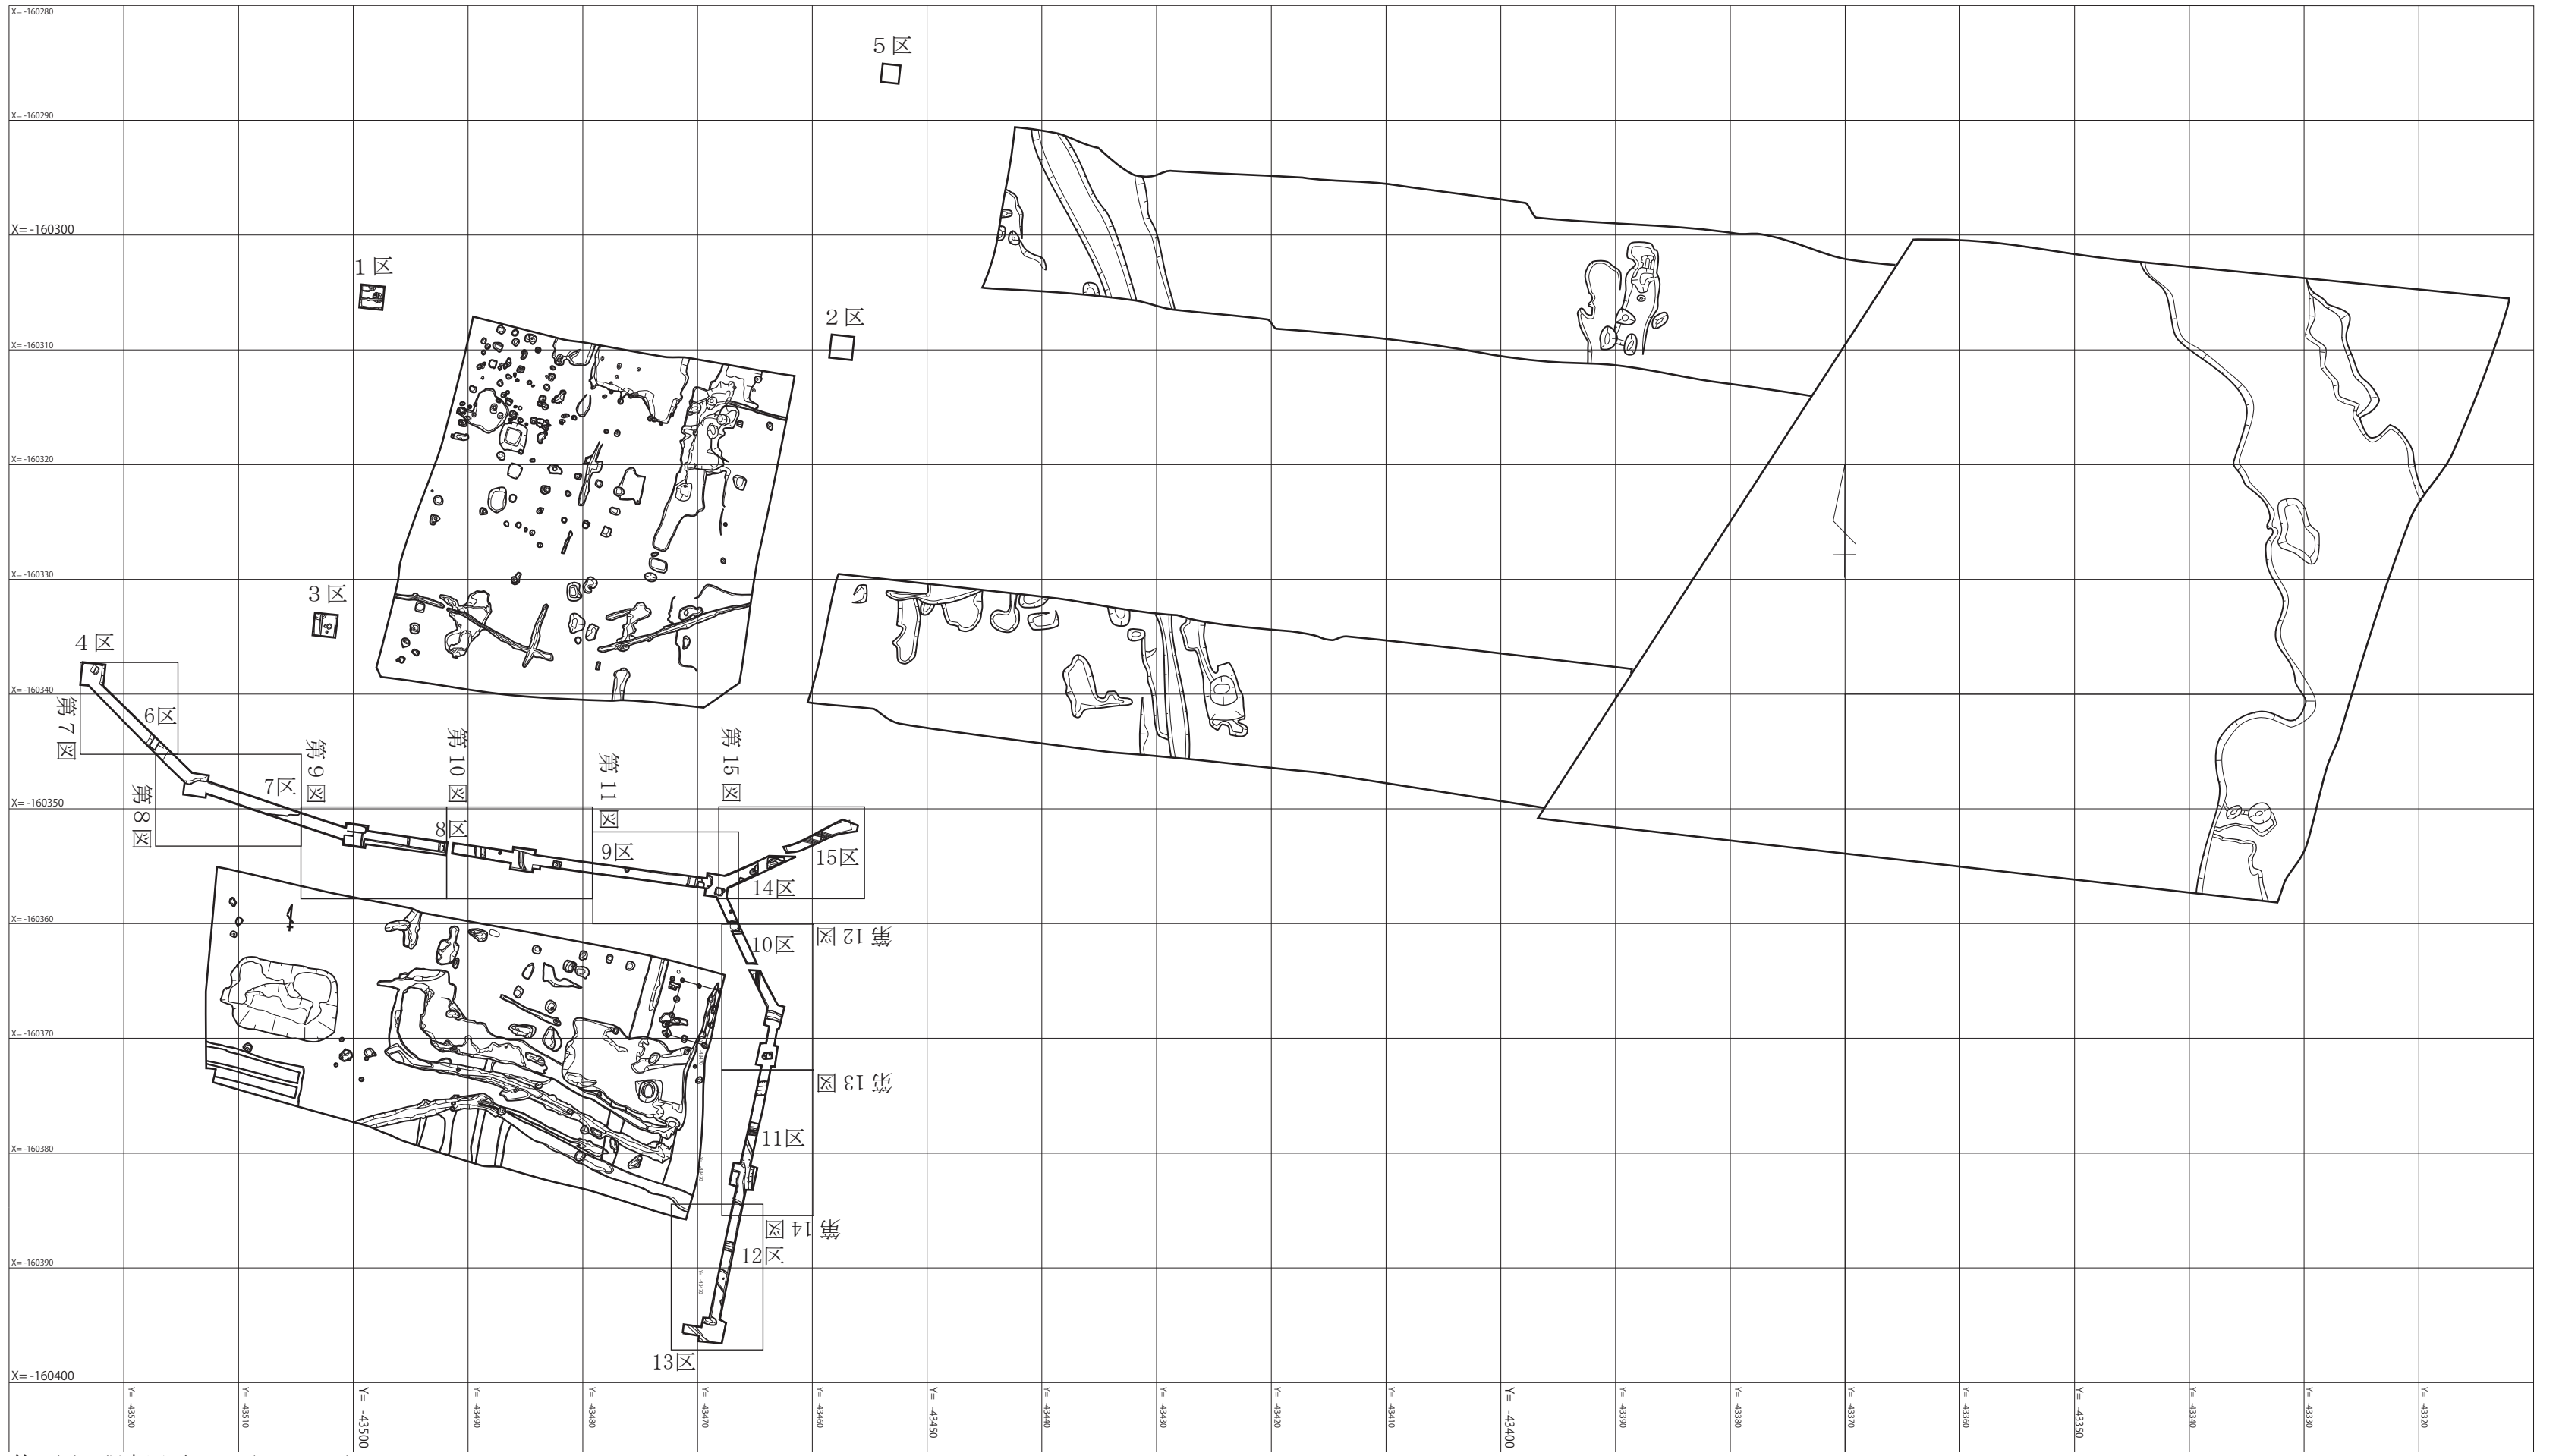 X= -160280
5区
X= -160290
X= -160300
1区
2区
X= -160310
X= -160320
X= -160330
3区
4区
X= -160340
第7図
6区
第8図
7区
第9図
第10図
第11図
第15図
X= -160350
8区
9区
15区
14区
X= -160360
10区
第12図
X= -160370
第13図
11区
X= -160380
第14図
12区
X= -160390
Y= -43470
13区
X= -160400
Y= -43520
Y= -43510
Y= -43500
Y= -43490
Y= -43480
Y= -43470
Y= -43460
Y= -43450
Y= -43440
Y= -43430
Y= -43420
Y= -43410
Y= -43400
Y= -43390
Y= -43380
Y= -43370
Y= -43360
Y= -43350
Y= -43340
Y= -43330
Y= -43320